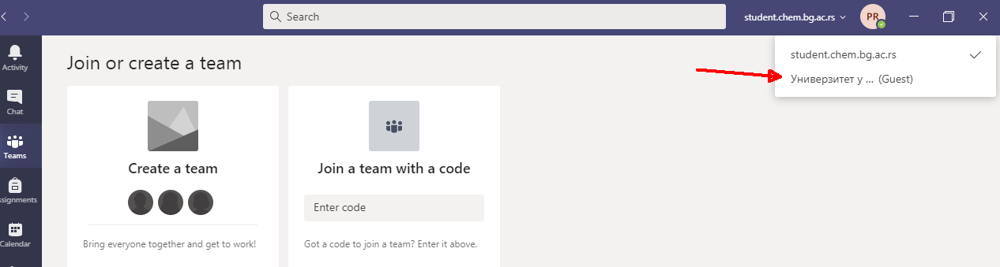 Search
student.chem.bg.ac.rs
PR
student.chem.bg.ac.rs
Универзитет у ... (Guest)
Activity
Chat
Teams
ssignments
Calendar
Join or create a team
Create a team
Bring everyone together and get to work!
Join a team with a code
Enter code
Got a code to join a team? Enter it above.